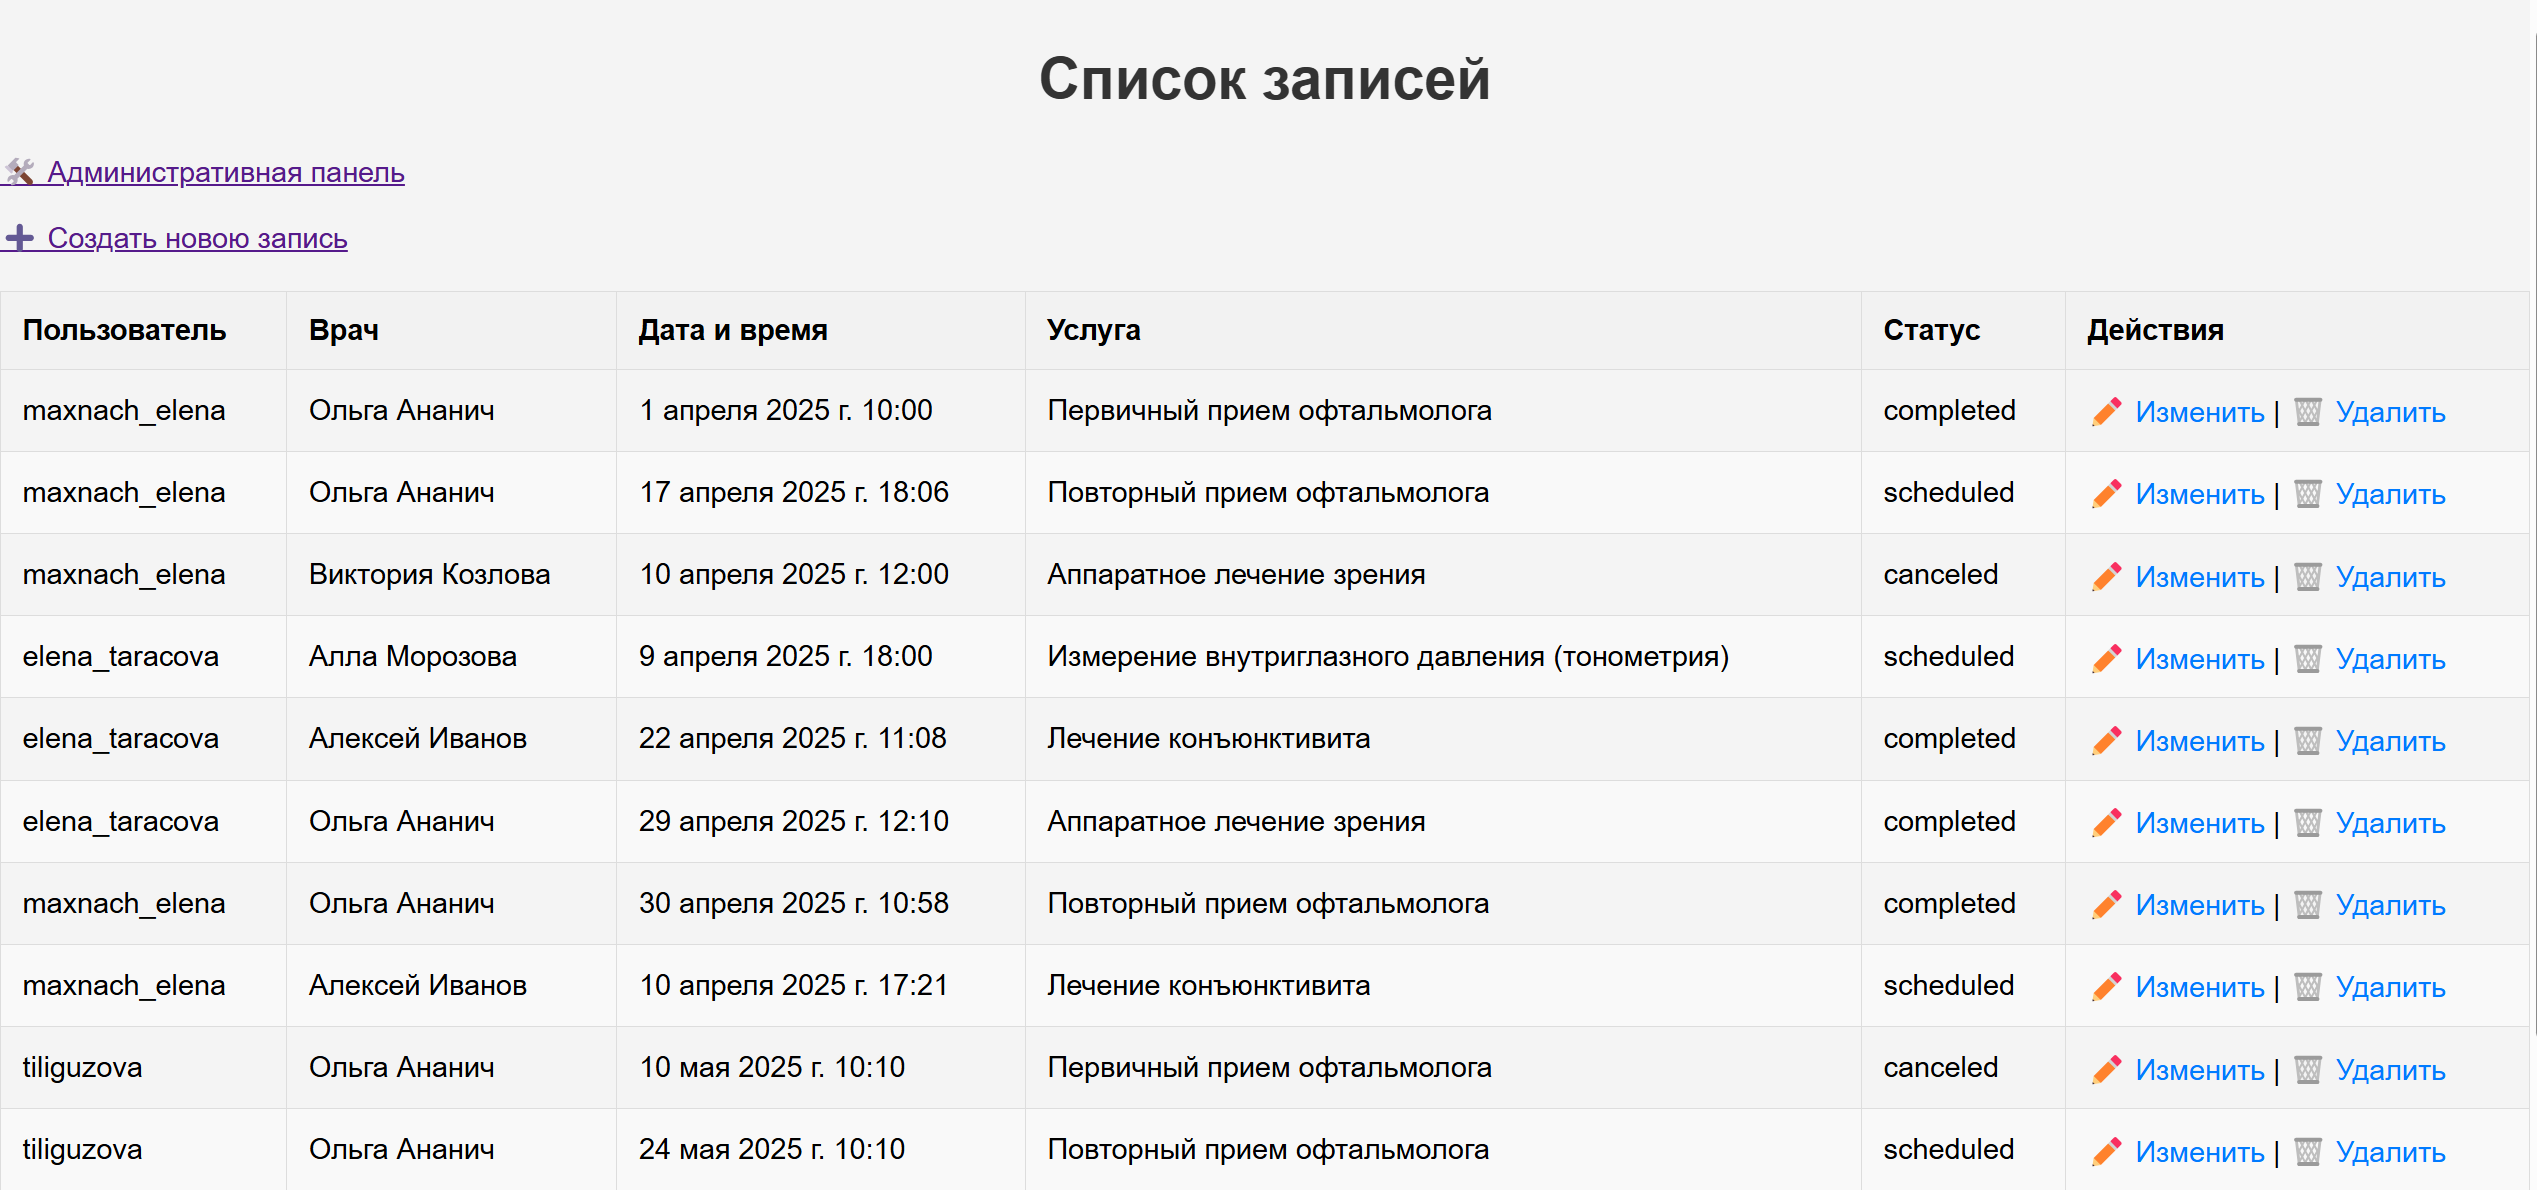 Список записей
🛠 Административная панель
➕ Создать новою запись
Пользователь Врач Дата и время Услуга Статус Действия
maxnach_elena Ольга Ананич 1 апреля 2025 г. 10:00 Первичный прием офтальмолога completed Изменить | Удалить
maxnach_elena Ольга Ананич 17 апреля 2025 г. 18:06 Повторный прием офтальмолога scheduled Изменить | Удалить
maxnach_elena Виктория Козлова 10 апреля 2025 г. 12:00 Аппаратное лечение зрения canceled Изменить | Удалить
elena_taracova Алла Морозова 9 апреля 2025 г. 18:00 Измерение внутриглазного давления (тонометрия) scheduled Изменить | Удалить
elena_taracova Алексей Иванов 22 апреля 2025 г. 11:08 Лечение конъюнктивита completed Изменить | Удалить
elena_taracova Ольга Ананич 29 апреля 2025 г. 12:10 Аппаратное лечение зрения completed Изменить | Удалить
maxnach_elena Ольга Ананич 30 апреля 2025 г. 10:58 Повторный прием офтальмолога completed Изменить | Удалить
maxnach_elena Алексей Иванов 10 апреля 2025 г. 17:21 Лечение конъюнктивита scheduled Изменить | Удалить
tiliguzova Ольга Ананич 10 мая 2025 г. 10:10 Первичный прием офтальмолога canceled Изменить | Удалить
tiliguzova Ольга Ананич 24 мая 2025 г. 10:10 Повторный прием офтальмолога scheduled Изменить | Удалить